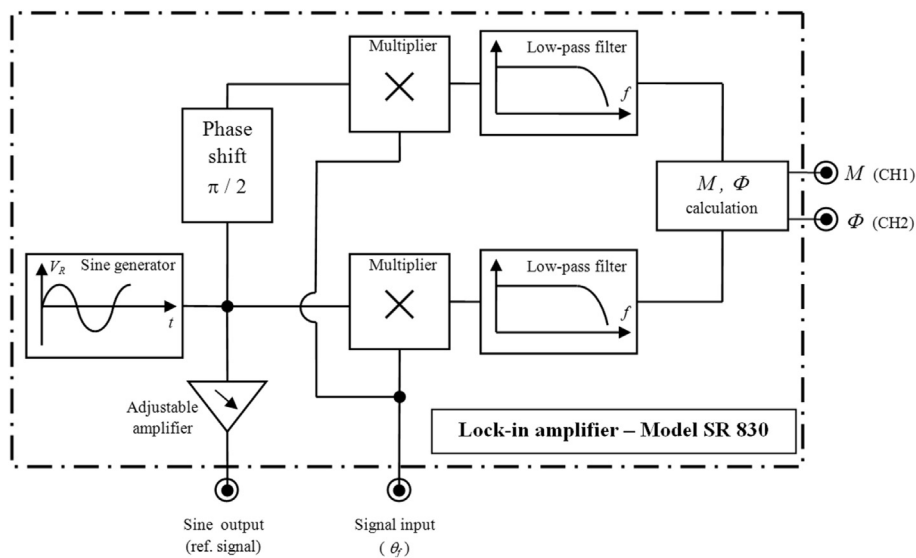 Multiplier
Low-pass filter
f
Phase
shift
π / 2
M , Φ
calculation
M (CH1)
Φ (CH2)
V_R Sine generator
t
Multiplier
Low-pass filter
f
Adjustable
amplifier
Lock-in amplifier – Model SR 830
Sine output
(ref. signal)
Signal input
( θ_f )